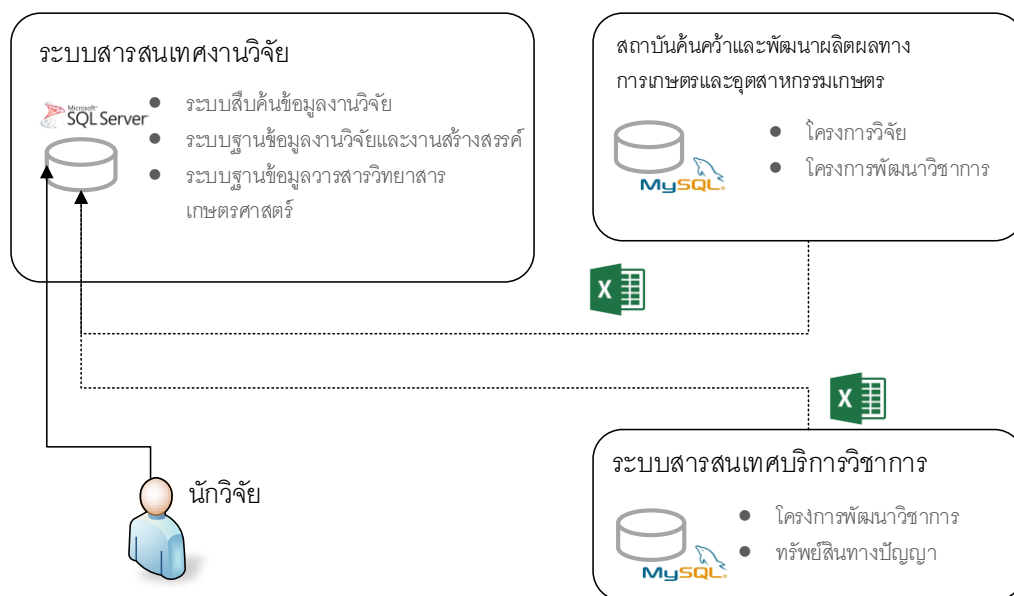 ระบบสารสนเทศงานวิจัย
Microsoft
SQL Server
● ระบบสืบค้นข้อมูลงานวิจัย
● ระบบฐานข้อมูลงานวิจัยและงานสร้างสรรค์
● ระบบฐานข้อมูลวารสารวิทยาสาร
เกษตรศาสตร์
สถาบันค้นคว้าและพัฒนาผลิตผลทาง
การเกษตรและอุตสาหกรรมเกษตร
MySQL
● โครงการวิจัย
● โครงการพัฒนาวิชาการ
X
X
นักวิจัย
ระบบสารสนเทศบริการวิชาการ
MySQL
● โครงการพัฒนาวิชาการ
● ทรัพย์สินทางปัญญา